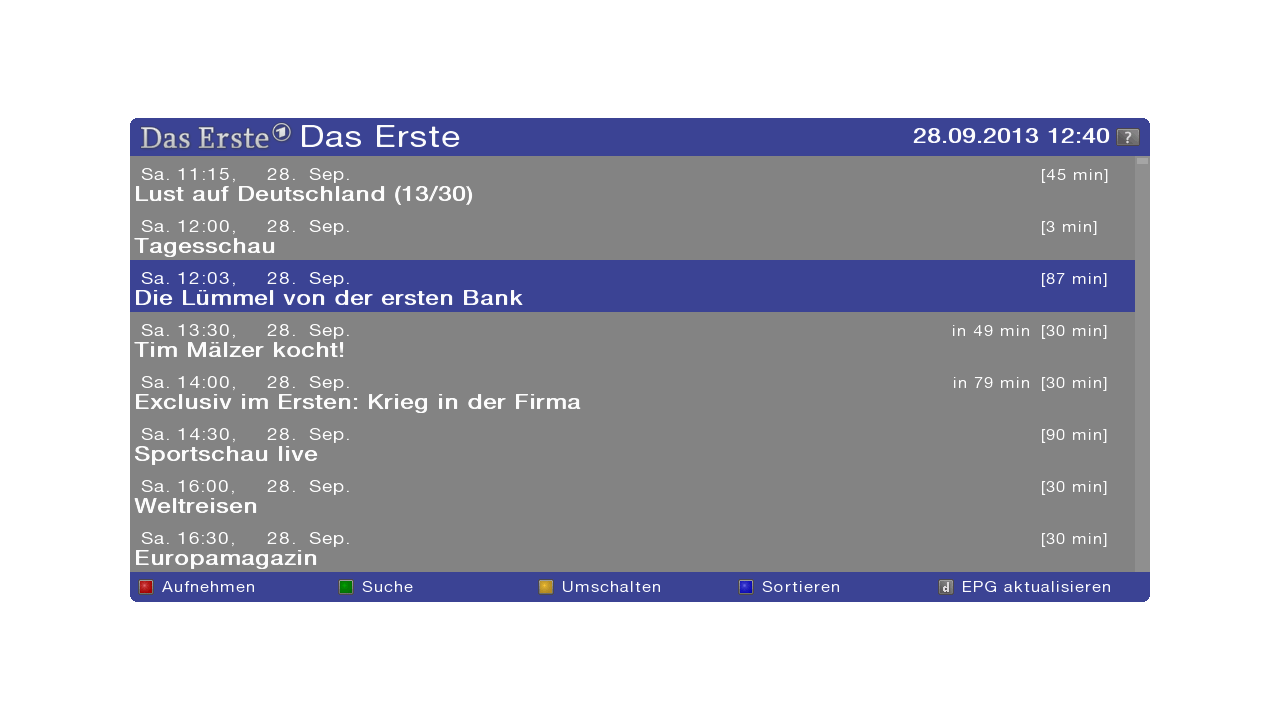 Das Erste Das Erste 28.09.2013 12:40 ?
Sa. 11:15, 28. Sep. [45 min]
Lust auf Deutschland (13/30)
Sa. 12:00, 28. Sep. [3 min]
Tagesschau
Sa. 12:03, 28. Sep. [87 min]
Die Lümmel von der ersten Bank
Sa. 13:30, 28. Sep. in 49 min [30 min]
Tim Mälzer kocht!
Sa. 14:00, 28. Sep. in 79 min [30 min]
Exclusiv im Ersten: Krieg in der Firma
Sa. 14:30, 28. Sep. [90 min]
Sportschau live
Sa. 16:00, 28. Sep. [30 min]
Weltreisen
Sa. 16:30, 28. Sep. [30 min]
Europamagazin
Aufnehmen Suche Umschalten Sortieren d EPG aktualisieren